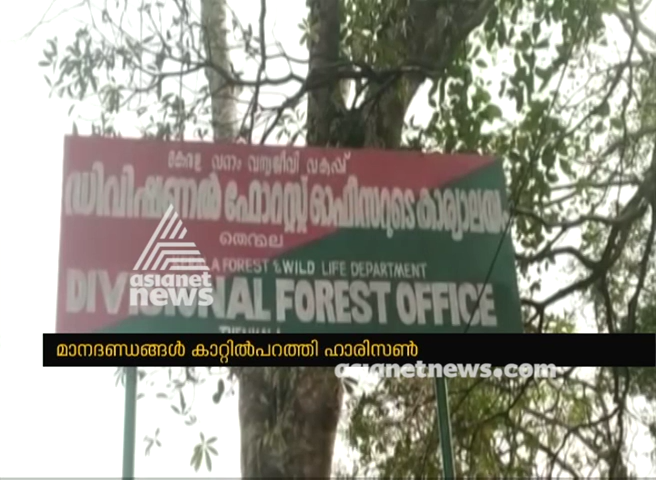 കേരള വനം വന്യജീവി വകുപ്പ്
ഡിവിഷണൽ ഫോറസ്റ്റ് ഓഫീസറുടെ കാര്യാലയം
തെന്മല
KERALA FOREST & WILD LIFE DEPARTMENT
DIVISIONAL FOREST OFFICE
asianet
news
മാനദണ്ഡങ്ങൾ കാറ്റിൽപറത്തി ഹാരിസൺ
asianetnews.com